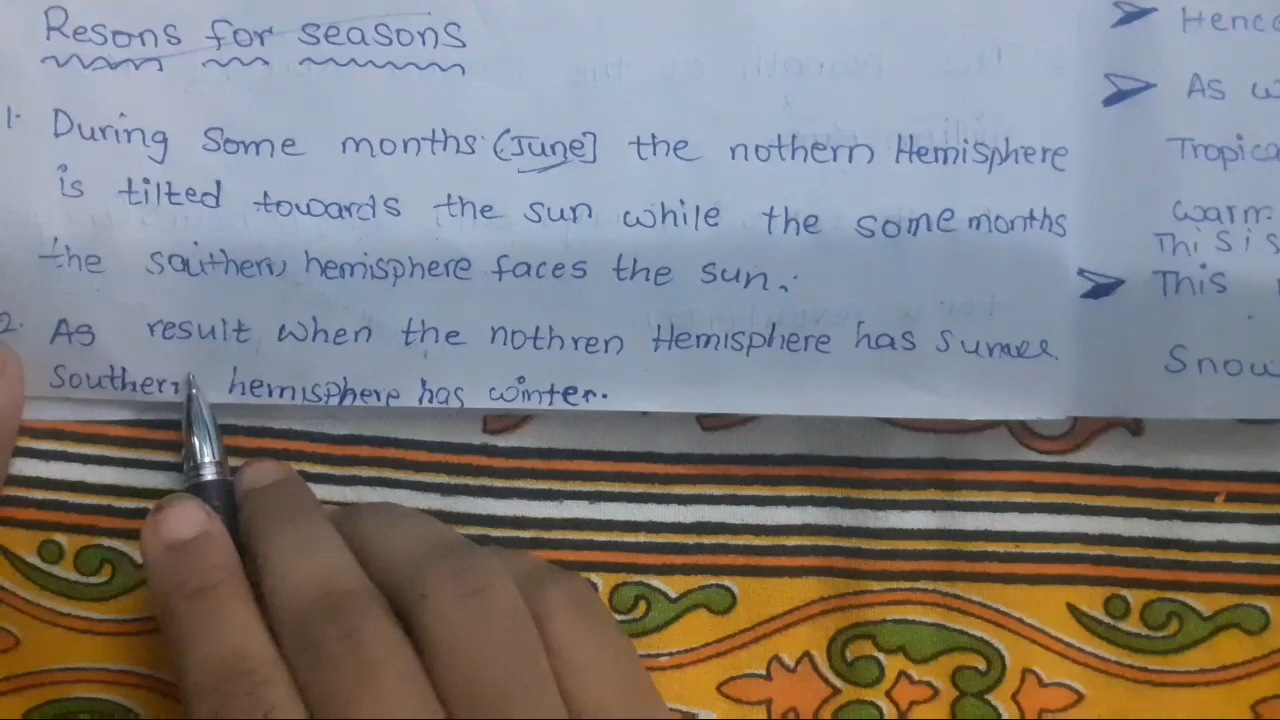 Resons for seasons
1. During Some months (June] the nothern Hemisphere
is tilted towards the sun while the some months
the southern hemisphere faces the sun.
2. As result when the nothren Hemisphere has
Southern hemisphere has winter.
Henc
As w
Tropica
warm.
This is
This
Snow